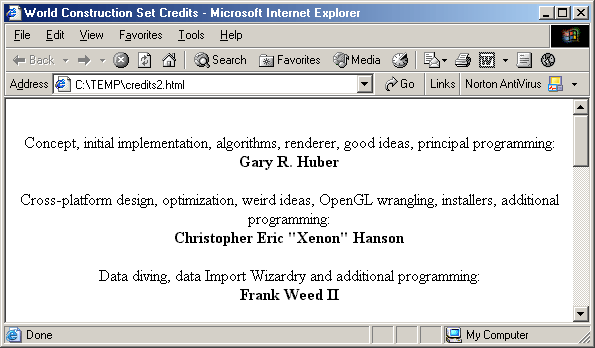 World Construction Set Credits - Microsoft Internet Explorer
File Edit View Favorites Tools Help
Back Search Favorites Media
Address C:\TEMP\credits2.html Go Links Norton AntiVirus
Concept, initial implementation, algorithms, renderer, good ideas, principal programming:
Gary R. Huber
Cross-platform design, optimization, weird ideas, OpenGL wrangling, installers, additional
programming:
Christopher Eric "Xenon" Hanson
Data diving, data Import Wizardry and additional programming:
Frank Weed II
Done My Computer